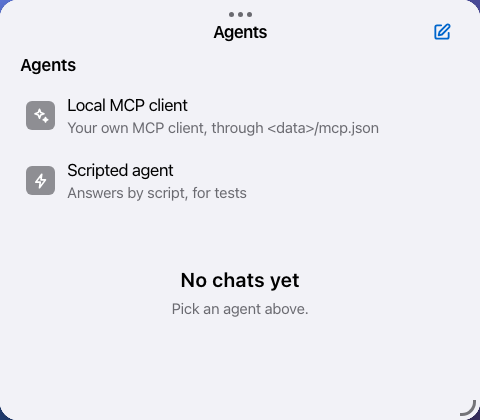 Agents
Agents
Local MCP client
Your own MCP client, through <data>/mcp.json
Scripted agent
Answers by script, for tests
No chats yet
Pick an agent above.